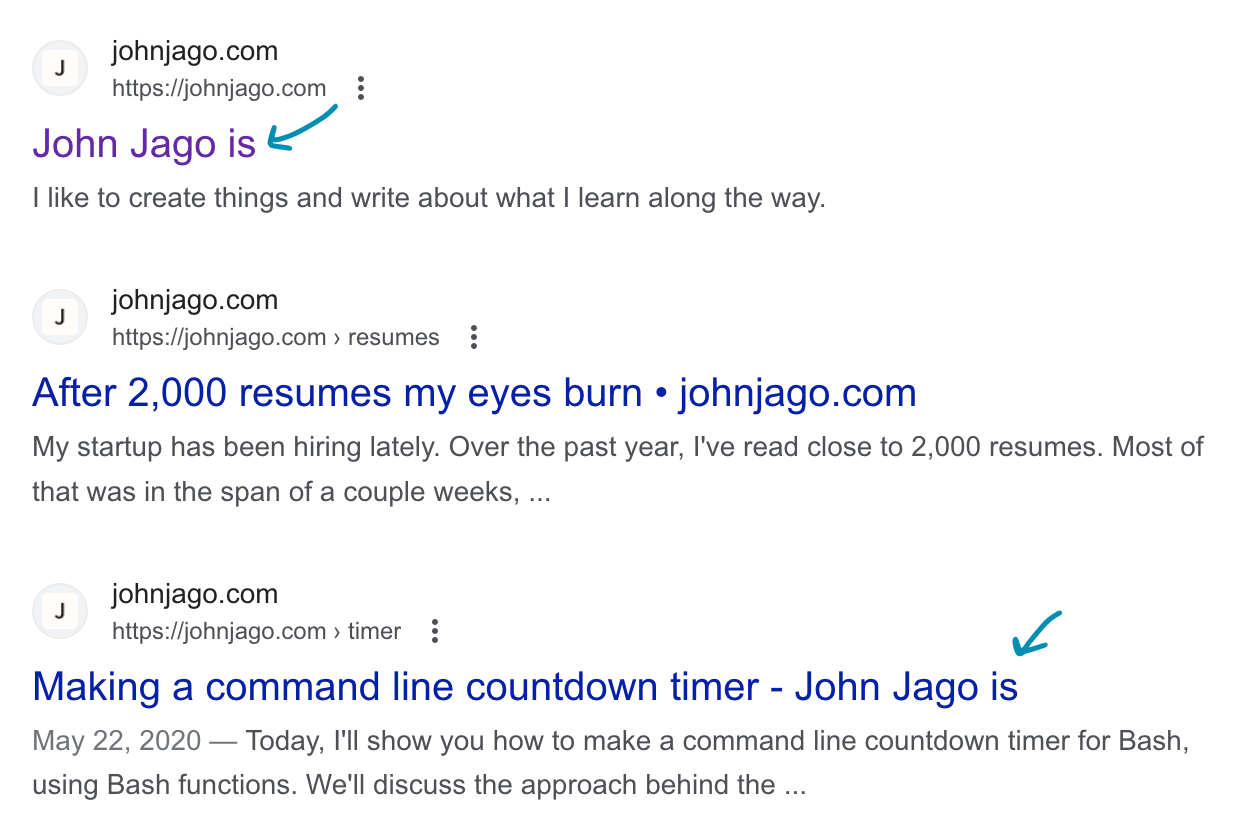 J
johnjago.com
https://johnjago.com
John Jago is
I like to create things and write about what I learn along the way.
J
johnjago.com
https://johnjago.com › resumes
After 2,000 resumes my eyes burn • johnjago.com
My startup has been hiring lately. Over the past year, I've read close to 2,000 resumes. Most of
that was in the span of a couple weeks, ...
J
johnjago.com
https://johnjago.com › timer
Making a command line countdown timer - John Jago is
May 22, 2020 — Today, I'll show you how to make a command line countdown timer for Bash,
using Bash functions. We'll discuss the approach behind the ...